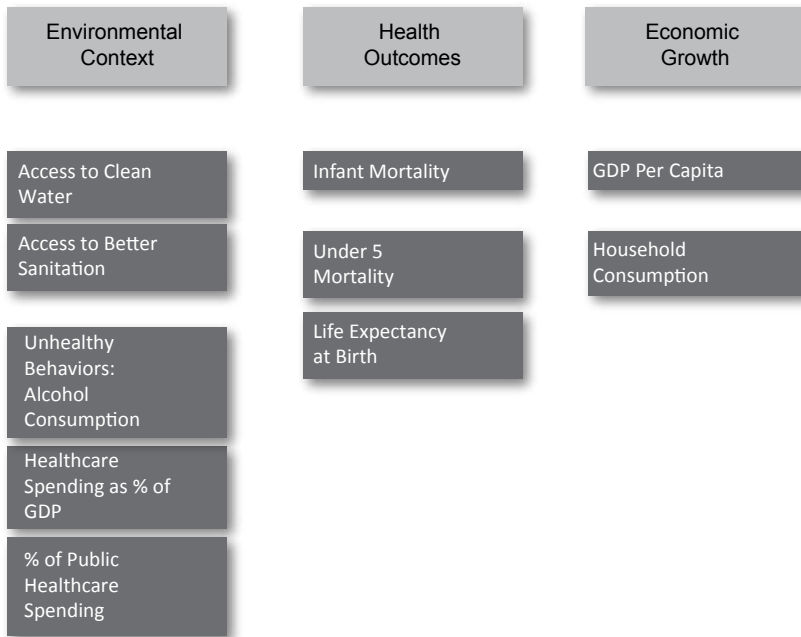 Environmental
Context
Health
Outcomes
Economic
Growth
Access to Clean
Water
Access to Better
Sanitation
Unhealthy
Behaviors:
Alcohol
Consumption
Healthcare
Spending as % of
GDP
% of Public
Healthcare
Spending
Infant Mortality
Under 5
Mortality
Life Expectancy
at Birth
GDP Per Capita
Household
Consumption